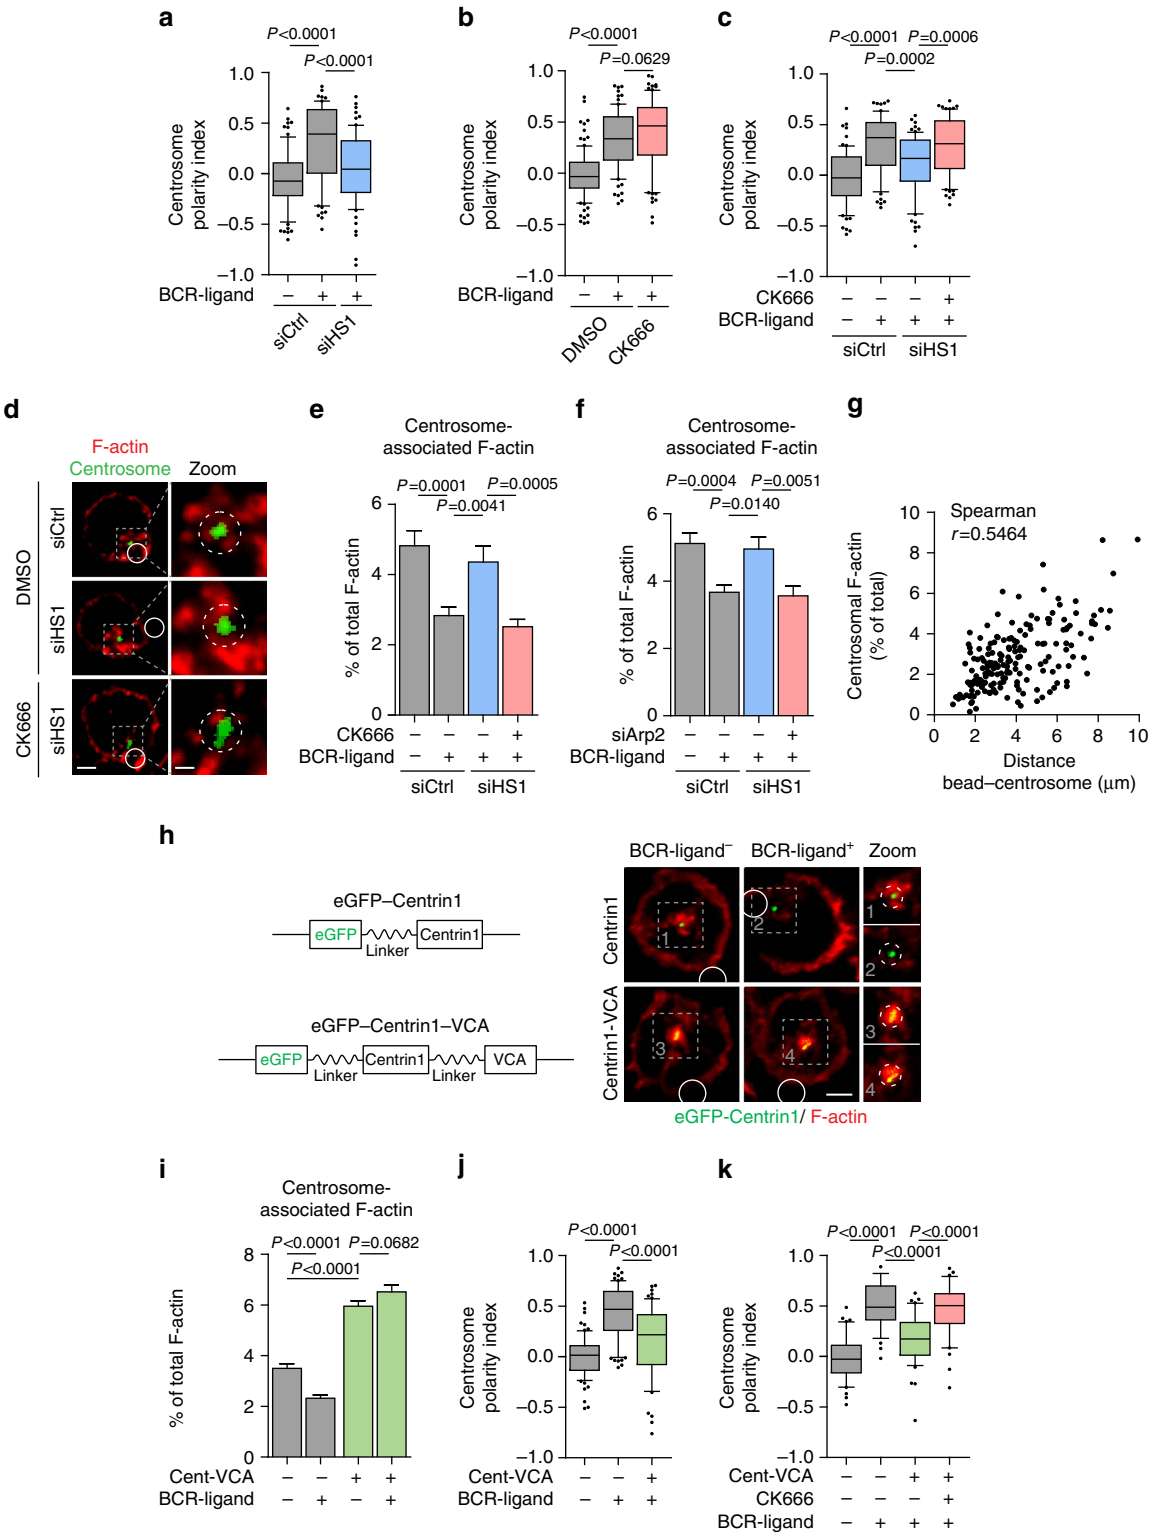 a
P<0.0001
P<0.0001
Centrosome
polarity index
1.0
0.5
0.0
−0.5
−1.0
BCR-ligand − + +
siCtrl siHS1
b
P<0.0001
P=0.0629
Centrosome
polarity index
1.0
0.5
0.0
−0.5
−1.0
BCR-ligand − + +
DMSO CK666
c
P<0.0001 P=0.0006
P=0.0002
Centrosome
polarity index
1.0
0.5
0.0
−0.5
−1.0
CK666 − − − +
BCR-ligand − + + +
siCtrl siHS1
d
F-actin
Centrosome Zoom
DMSO
siCtrl
siHS1
CK666
siHS1
e
Centrosome-
associated F-actin
P=0.0001 P=0.0005
P=0.0041
% of total F-actin
6
4
2
0
CK666 − − − +
BCR-ligand − + + +
siCtrl siHS1
f
Centrosome-
associated F-actin
P=0.0004 P=0.0051
P=0.0140
% of total F-actin
6
4
2
0
siArp2 − − − +
BCR-ligand − + + +
siCtrl siHS1
g
Spearman
r=0.5464
Centrosomal F-actin
(% of total)
10
8
6
4
2
0
0 2 4 6 8 10
Distance
bead–centrosome (μm)
h
eGFP–Centrin1
eGFP Centrin1
Linker
eGFP–Centrin1–VCA
eGFP Centrin1 VCA
Linker Linker
BCR-ligand− BCR-ligand+ Zoom
Centrin1
1
2
1
2
Centrin1-VCA
3
4
3
4
eGFP-Centrin1/ F-actin
i
Centrosome-
associated F-actin
P<0.0001 P=0.0682
P<0.0001
% of total F-actin
8
6
4
2
0
Cent-VCA − − + +
BCR-ligand − + − +
j
P<0.0001
P<0.0001
Centrosome
polarity index
1.0
0.5
0.0
−0.5
−1.0
Cent-VCA − − +
BCR-ligand − + +
k
P<0.0001 P<0.0001
P<0.0001
Centrosome
polarity index
1.0
0.5
0.0
−0.5
−1.0
Cent-VCA − − + +
CK666 − − − +
BCR-ligand − + + +